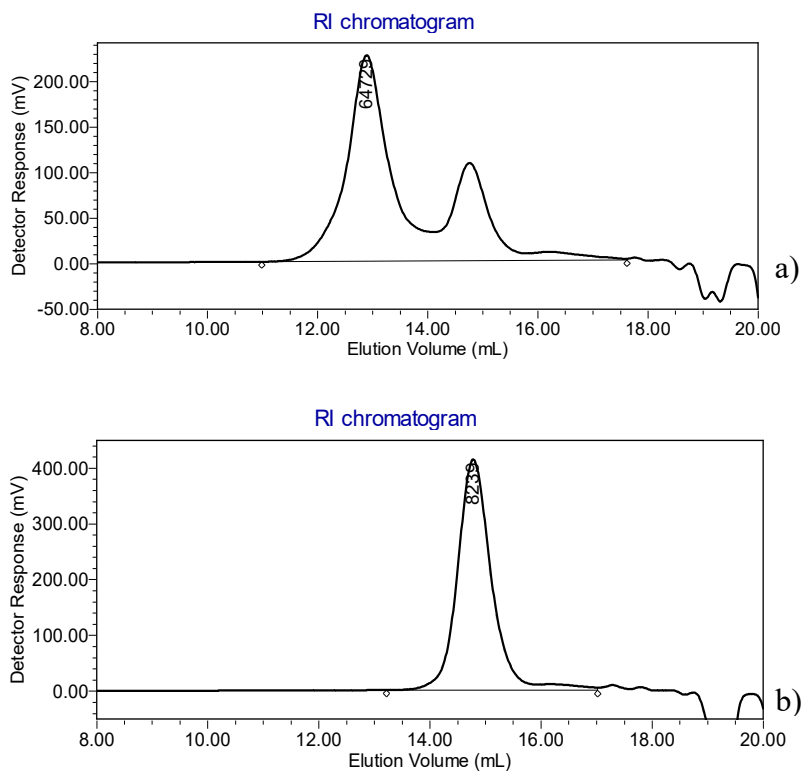 RI chromatogram
Detector Response (mV)
200.00
150.00
100.00
50.00
0.00
-50.00
64729
8.00 10.00 12.00 14.00 16.00 18.00 20.00
Elution Volume (mL)
a)
RI chromatogram
Detector Response (mV)
400.00
300.00
200.00
100.00
0.00
8239
8.00 10.00 12.00 14.00 16.00 18.00 20.00
Elution Volume (mL)
b)